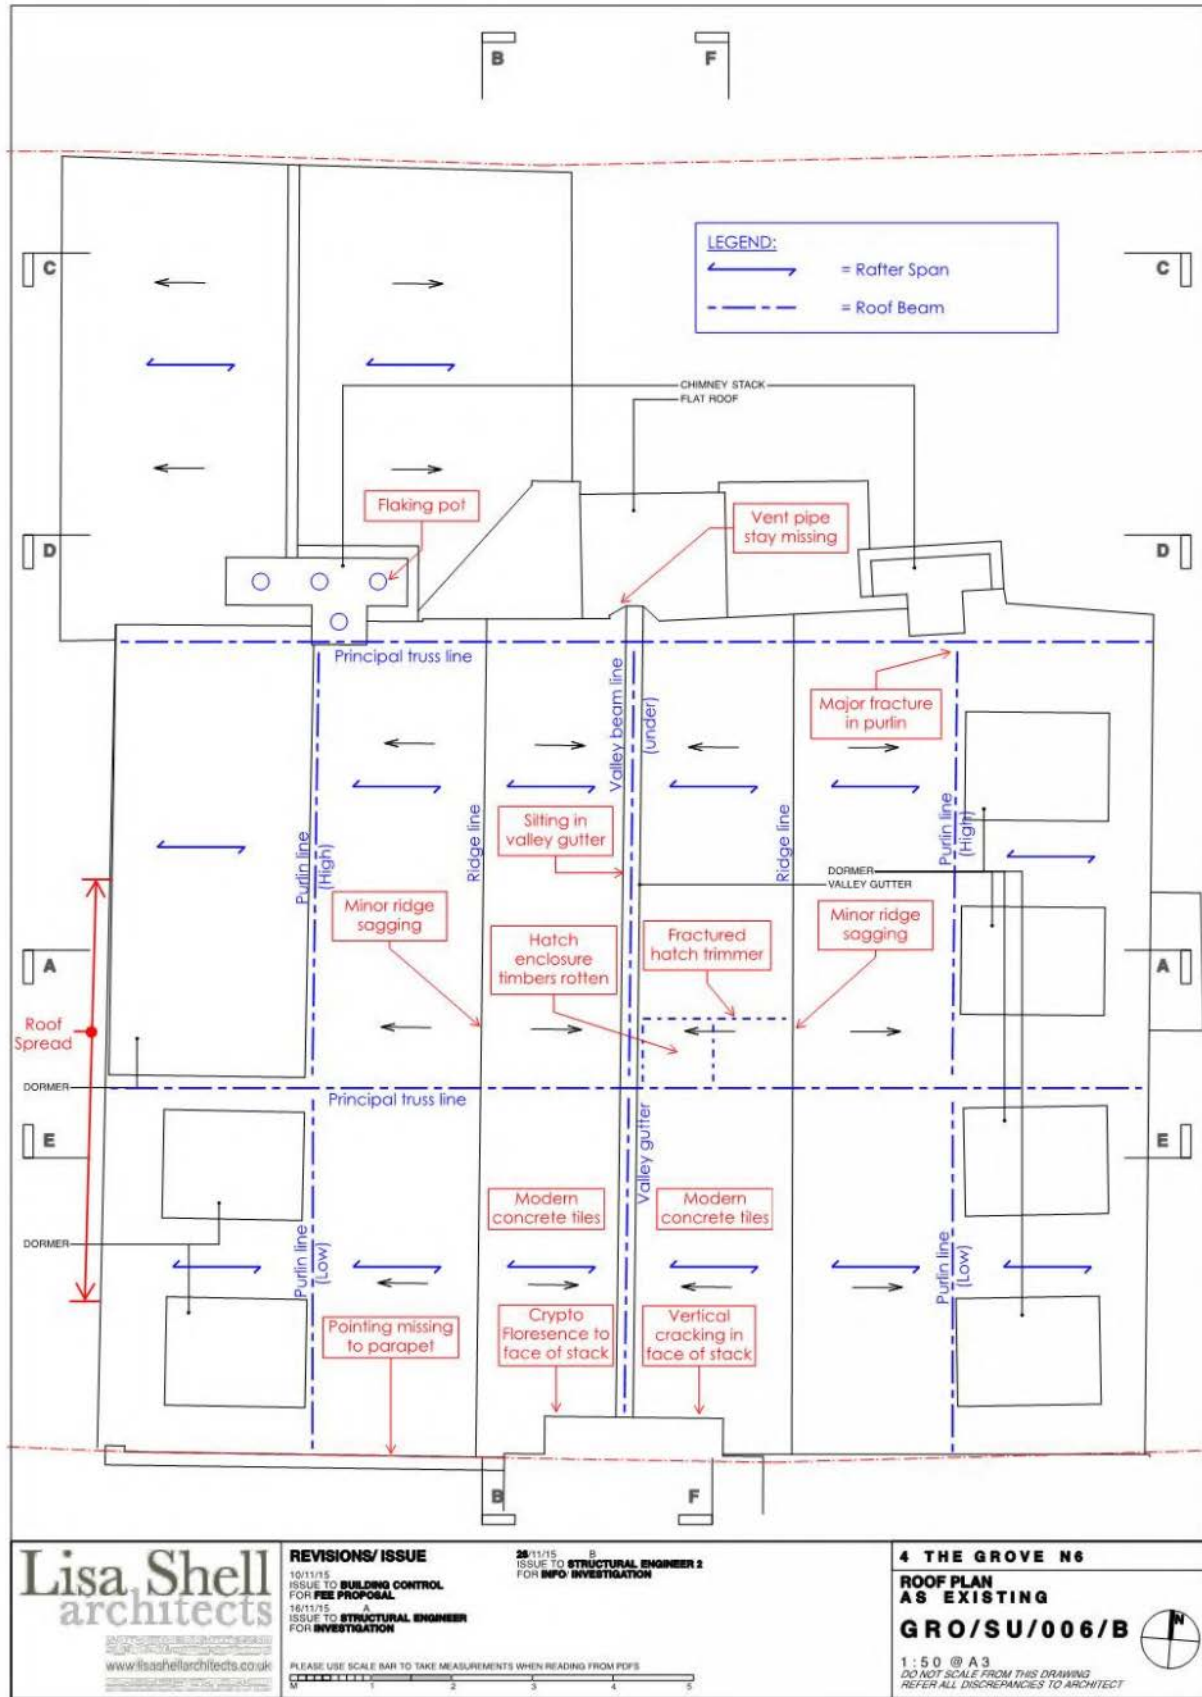 B
F
LEGEND:
= Rafter Span
= Roof Beam
C
C
CHIMNEY STACK
FLAT ROOF
Flaking pot
Vent pipe
stay missing
D
D
Principal truss line
Valley beam line
(under)
Major fracture
in purlin
Ridge line
Silting in
valley gutter
Ridge line
Purlin line
(High)
Purlin line
(High)
DORMER
VALLEY GUTTER
Minor ridge
sagging
Hatch
enclosure
timbers rotten
Fractured
hatch trimmer
Minor ridge
sagging
A
A
Roof
Spread
DORMER
Principal truss line
E
E
Valley gutter
Modern
concrete tiles
Modern
concrete tiles
DORMER
Purlin line
(Low)
Purlin line
(Low)
Pointing missing
to parapet
Crypto
Floresence to
face of stack
Vertical
cracking in
face of stack
B
F
Lisa Shell
architects
www.lisashellarchitects.co.uk
REVISIONS/ ISSUE
10/11/15
ISSUE TO BUILDING CONTROL
FOR FEE PROPOSAL
16/11/15 A
ISSUE TO STRUCTURAL ENGINEER
FOR INVESTIGATION
26/11/15 B
ISSUE TO STRUCTURAL ENGINEER 2
FOR INFO/ INVESTIGATION
PLEASE USE SCALE BAR TO TAKE MEASUREMENTS WHEN READING FROM PDFS
M 1 2 3 4 5
4 THE GROVE N6
ROOF PLAN
AS EXISTING
GRO/SU/006/B
N
1:50 @ A3
DO NOT SCALE FROM THIS DRAWING
REFER ALL DISCREPANCIES TO ARCHITECT